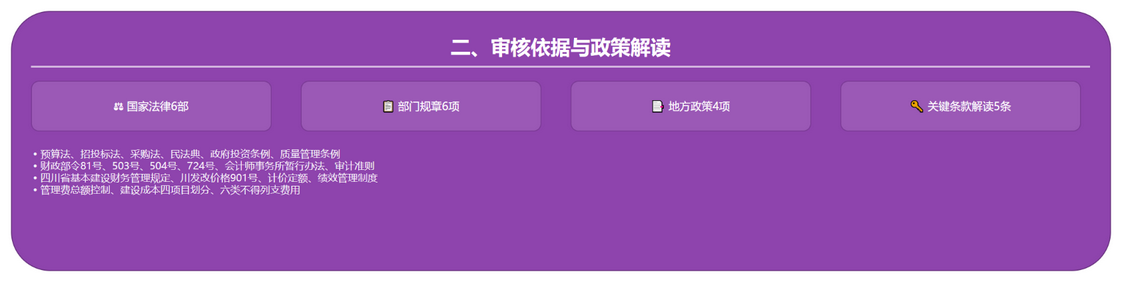 二、审核依据与政策解读
国家法律6部
部门规章6项
地方政策4项
关键条款解读5条
• 预算法、招投标法、采购法、民法典、政府投资条例、质量管理条例
• 财政部令81号、503号、504号、724号、会计师事务所暂行办法、审计准则
• 四川省基本建设财务管理规定、川发改价格901号、计价定额、绩效管理制度
• 管理费总额控制、建设成本四项目划分、六类不得列支费用